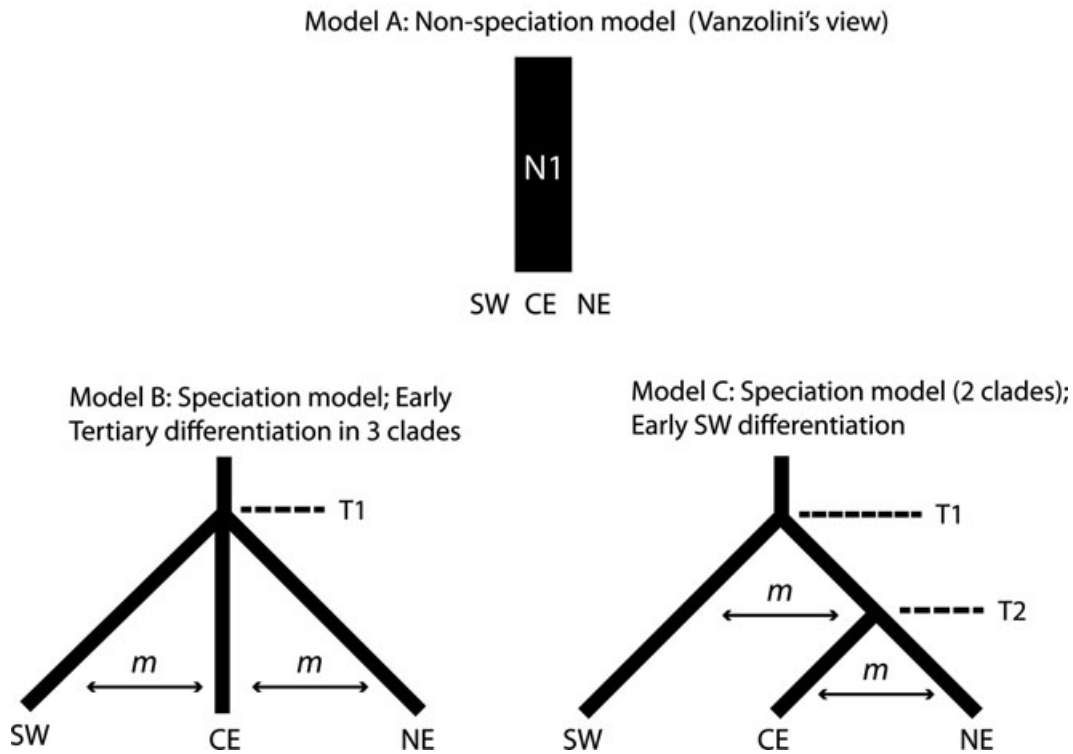 Model A: Non-speciation model (Vanzolini's view)
N1
SW CE NE
Model B: Speciation model; Early
Tertiary differentiation in 3 clades
T1
m
m
SW
CE
NE
Model C: Speciation model (2 clades);
Early SW differentiation
T1
m
T2
m
SW
CE
NE